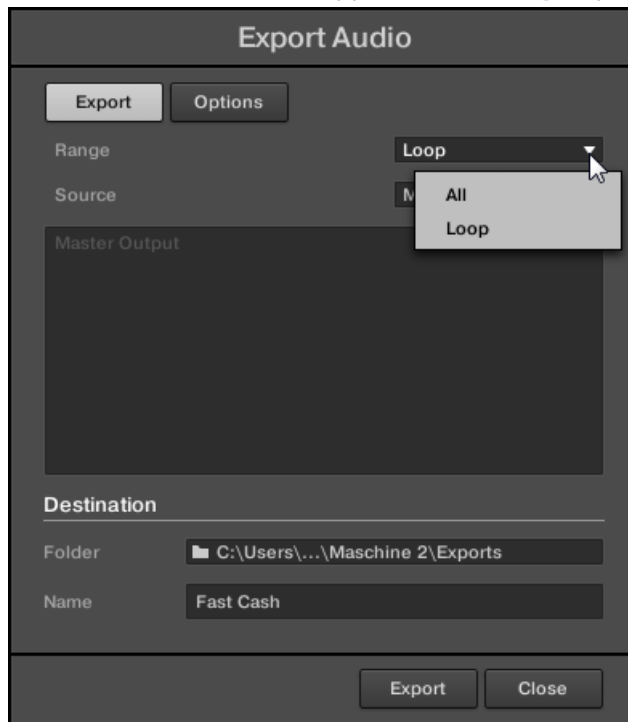 Export Audio
Export Options
Range Loop
Source M
All
Loop
Master Output
Destination
Folder C:\Users\...\Maschine 2\Exports
Name Fast Cash
Export Close